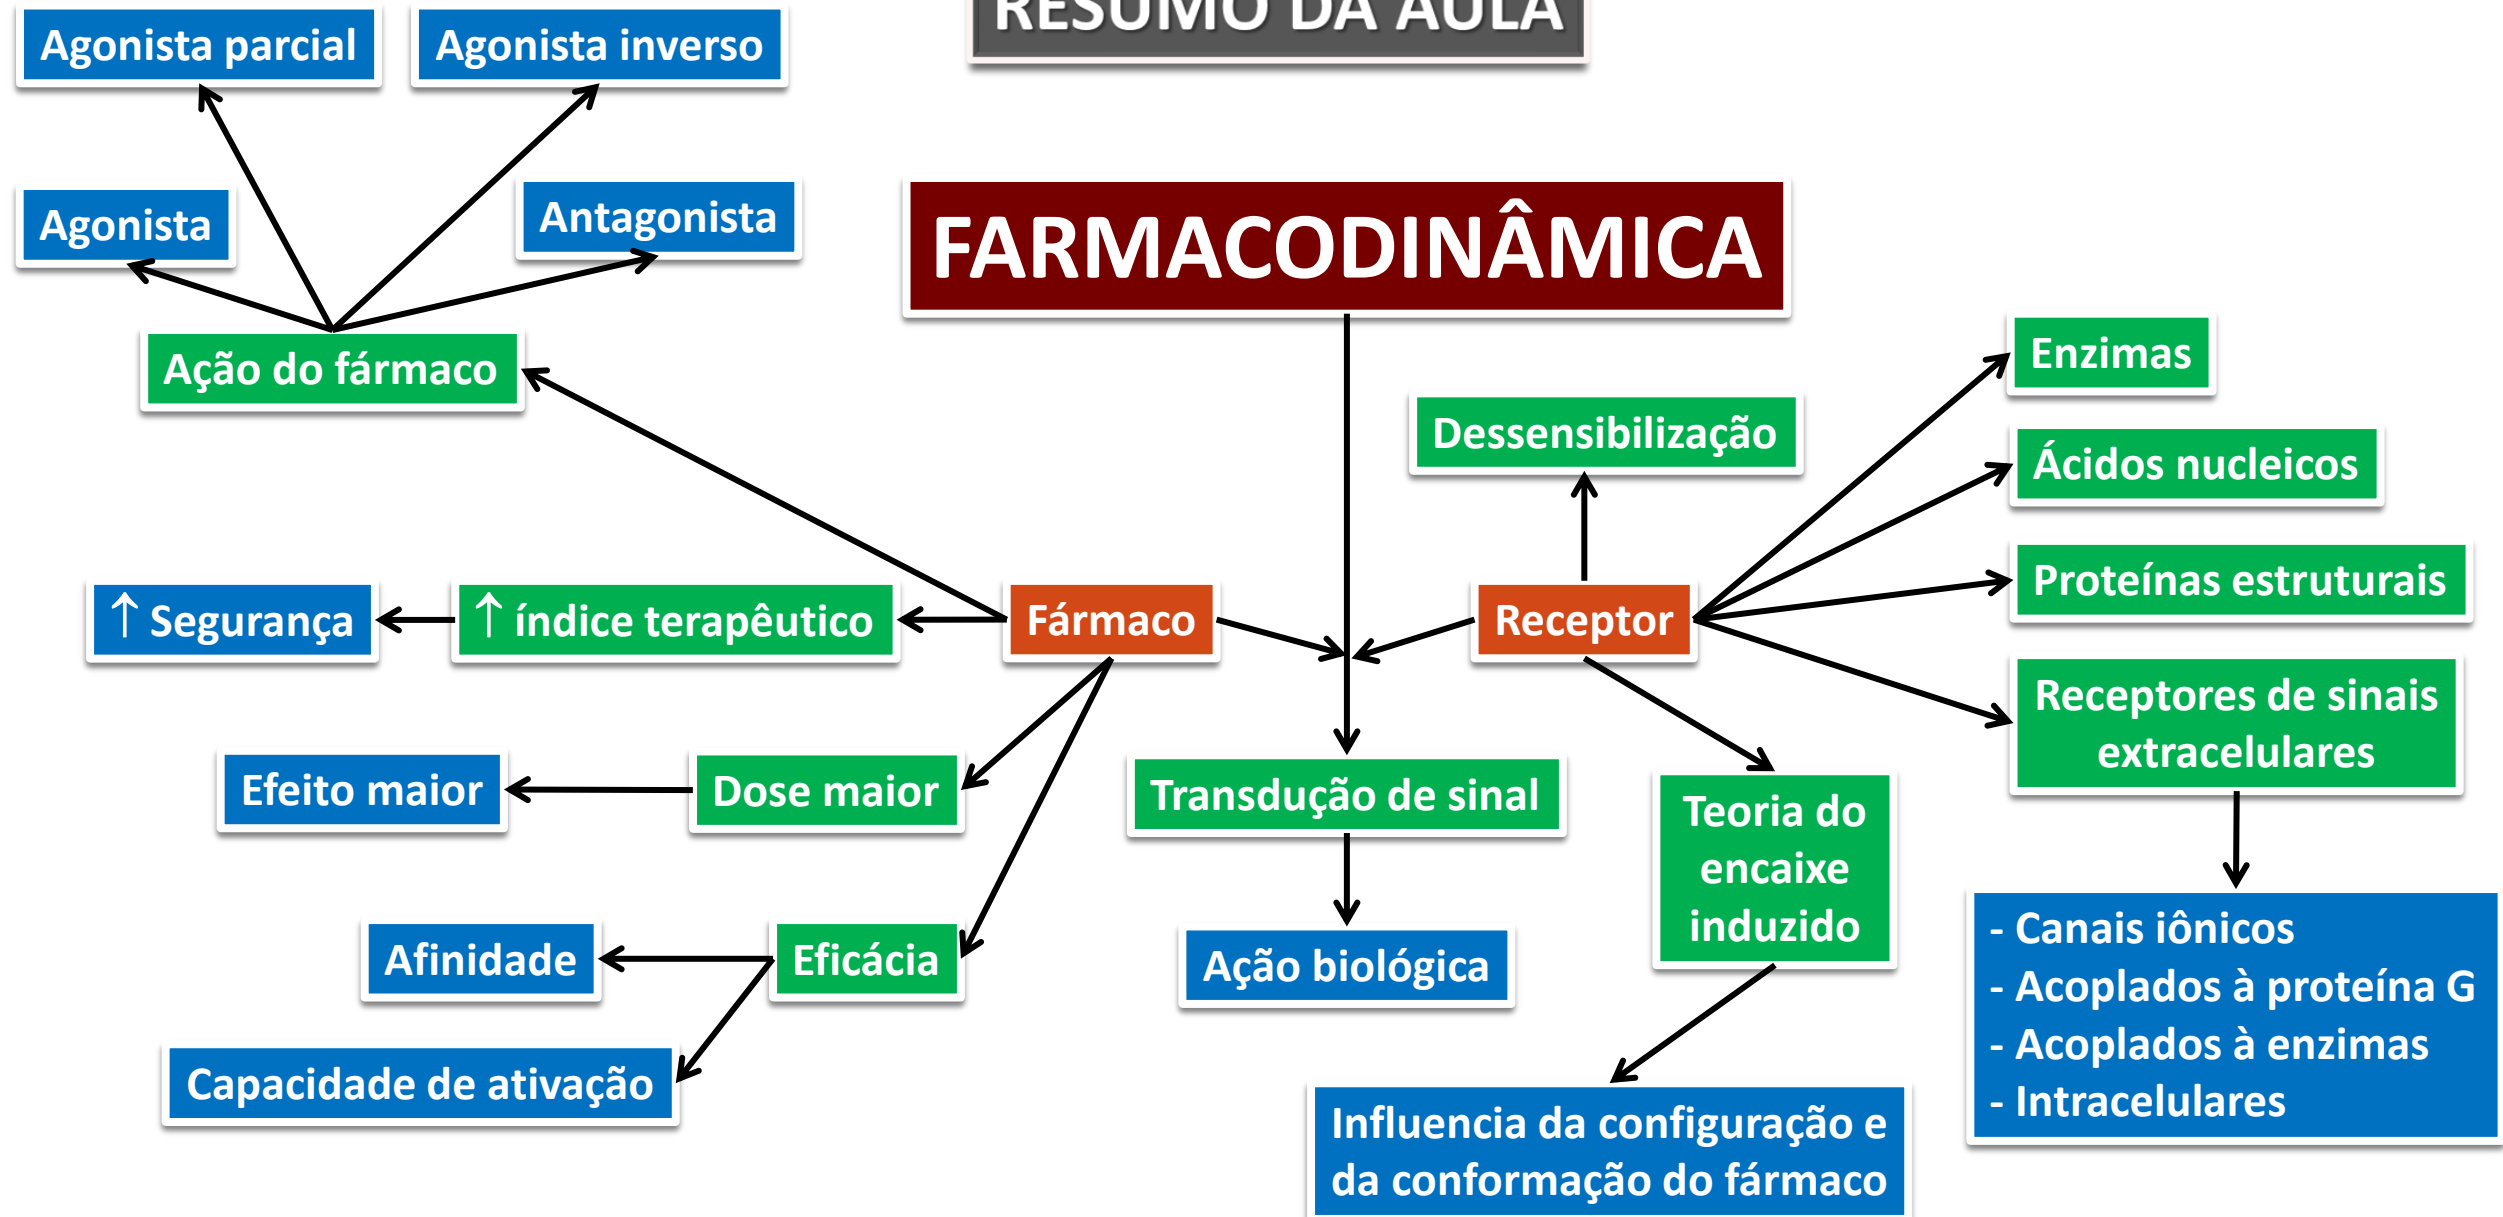 RESUMO DA AULA
Agonista parcial
Agonista inverso
Agonista
Antagonista
FARMACODINÂMICA
Ação do fármaco
Enzimas
Dessensibilização
Ácidos nucleicos
Proteínas estruturais
↑ Segurança
↑ índice terapêutico
Fármaco
Receptor
Receptores de sinais
extracelulares
Efeito maior
Dose maior
Transdução de sinal
Teoria do
encaixe
induzido
Afinidade
Eficácia
Ação biológica
- Canais iônicos
- Acoplados à proteína G
- Acoplados à enzimas
- Intracelulares
Capacidade de ativação
Influencia da configuração e
da conformação do fármaco